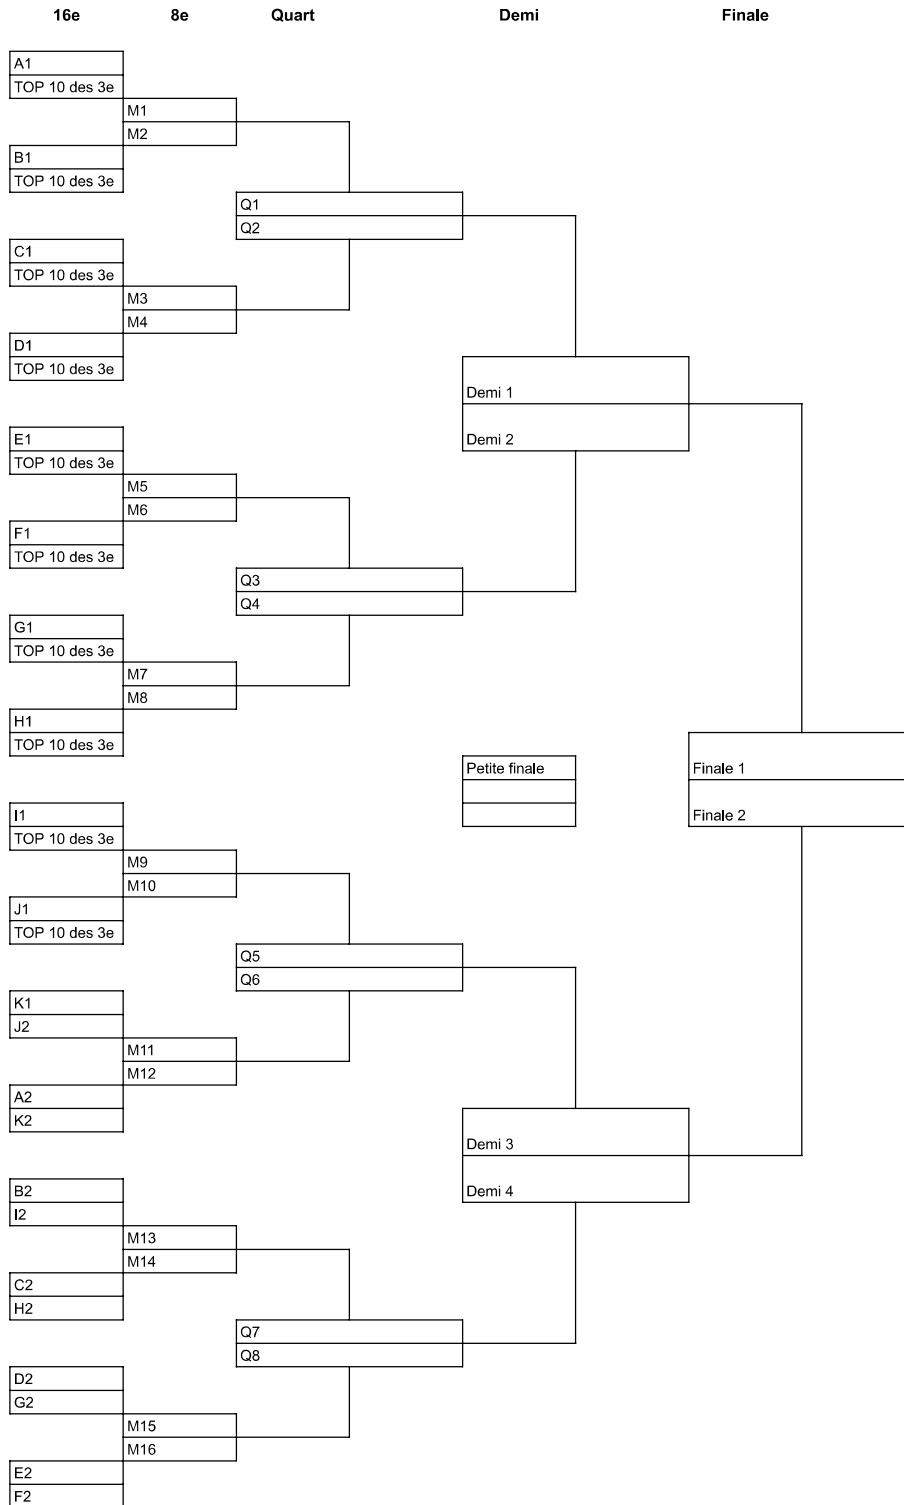 16e 8e Quart Demi Finale
A1
TOP 10 des 3e
M1
M2
B1
TOP 10 des 3e
Q1
Q2
C1
TOP 10 des 3e
M3
M4
D1
TOP 10 des 3e
Demi 1
Demi 2
E1
TOP 10 des 3e
M5
M6
F1
TOP 10 des 3e
Q3
Q4
G1
TOP 10 des 3e
M7
M8
H1
TOP 10 des 3e
Petite finale
Finale 1
Finale 2
I1
TOP 10 des 3e
M9
M10
J1
TOP 10 des 3e
Q5
Q6
K1
J2
M11
M12
A2
K2
Demi 3
Demi 4
B2
I2
M13
M14
C2
H2
Q7
Q8
D2
G2
M15
M16
E2
F2